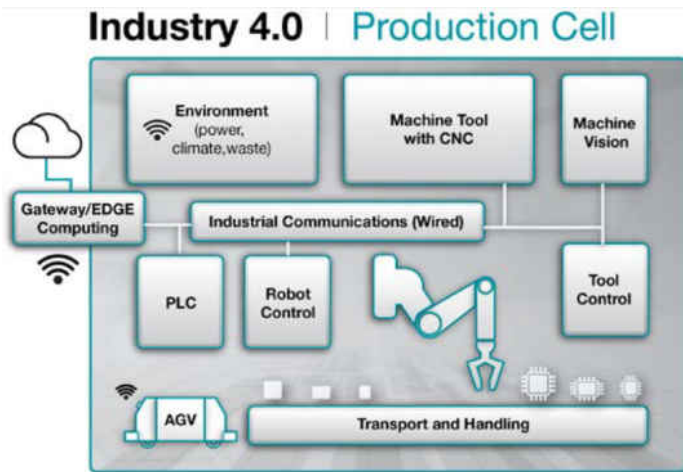 Industry 4.0 | Production Cell
Environment
(power,
climate,waste)
Machine Tool
with CNC
Machine
Vision
Gateway/EDGE
Computing
Industrial Communications (Wired)
PLC
Robot
Control
Tool
Control
AGV
Transport and Handling